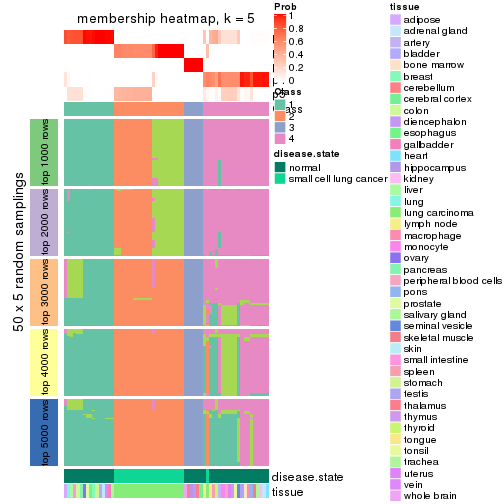 membership heatmap, k = 5
Prob
1
0.8
0.6
0.4
0.2
0
Class
1
2
3
4
disease.state
normal
small cell lung cancer
50 x 5 random samplings
top 1000 rows
top 2000 rows
top 3000 rows
top 4000 rows
top 5000 rows
disease.state
tissue
tissue
adipose
adrenal gland
artery
bladder
bone marrow
breast
cerebellum
cerebral cortex
colon
diencephalon
esophagus
gallbladder
heart
hippocampus
kidney
liver
lung
lung carcinoma
lymph node
macrophage
monocyte
ovary
pancreas
peripheral blood cells
pons
prostate
salivary gland
seminal vesicle
skeletal muscle
skin
small intestine
spleen
stomach
testis
thalamus
thymus
thyroid
tongue
tonsil
trachea
uterus
vein
whole brain